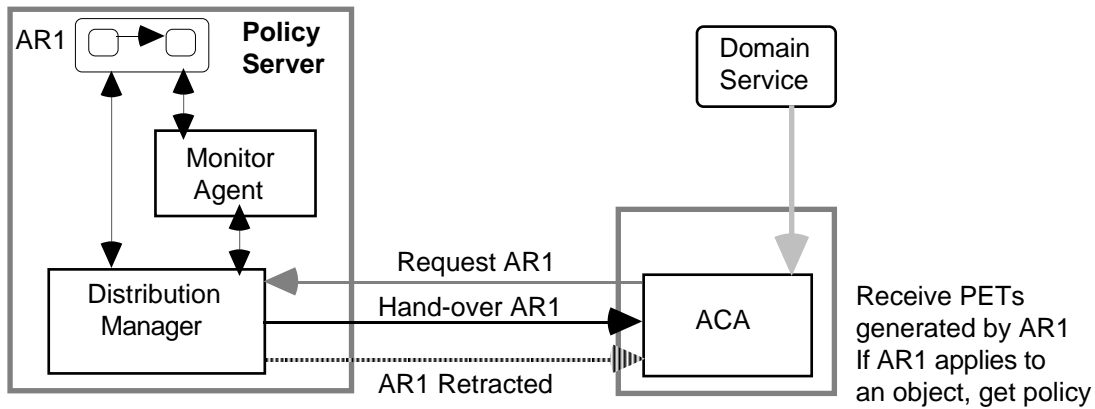 AR1
Policy
Server
Domain
Service
Monitor
Agent
Request AR1
Distribution
Manager
Hand-over AR1
ACA
AR1 Retracted
Receive PETs
generated by AR1
If AR1 applies to
an object, get policy